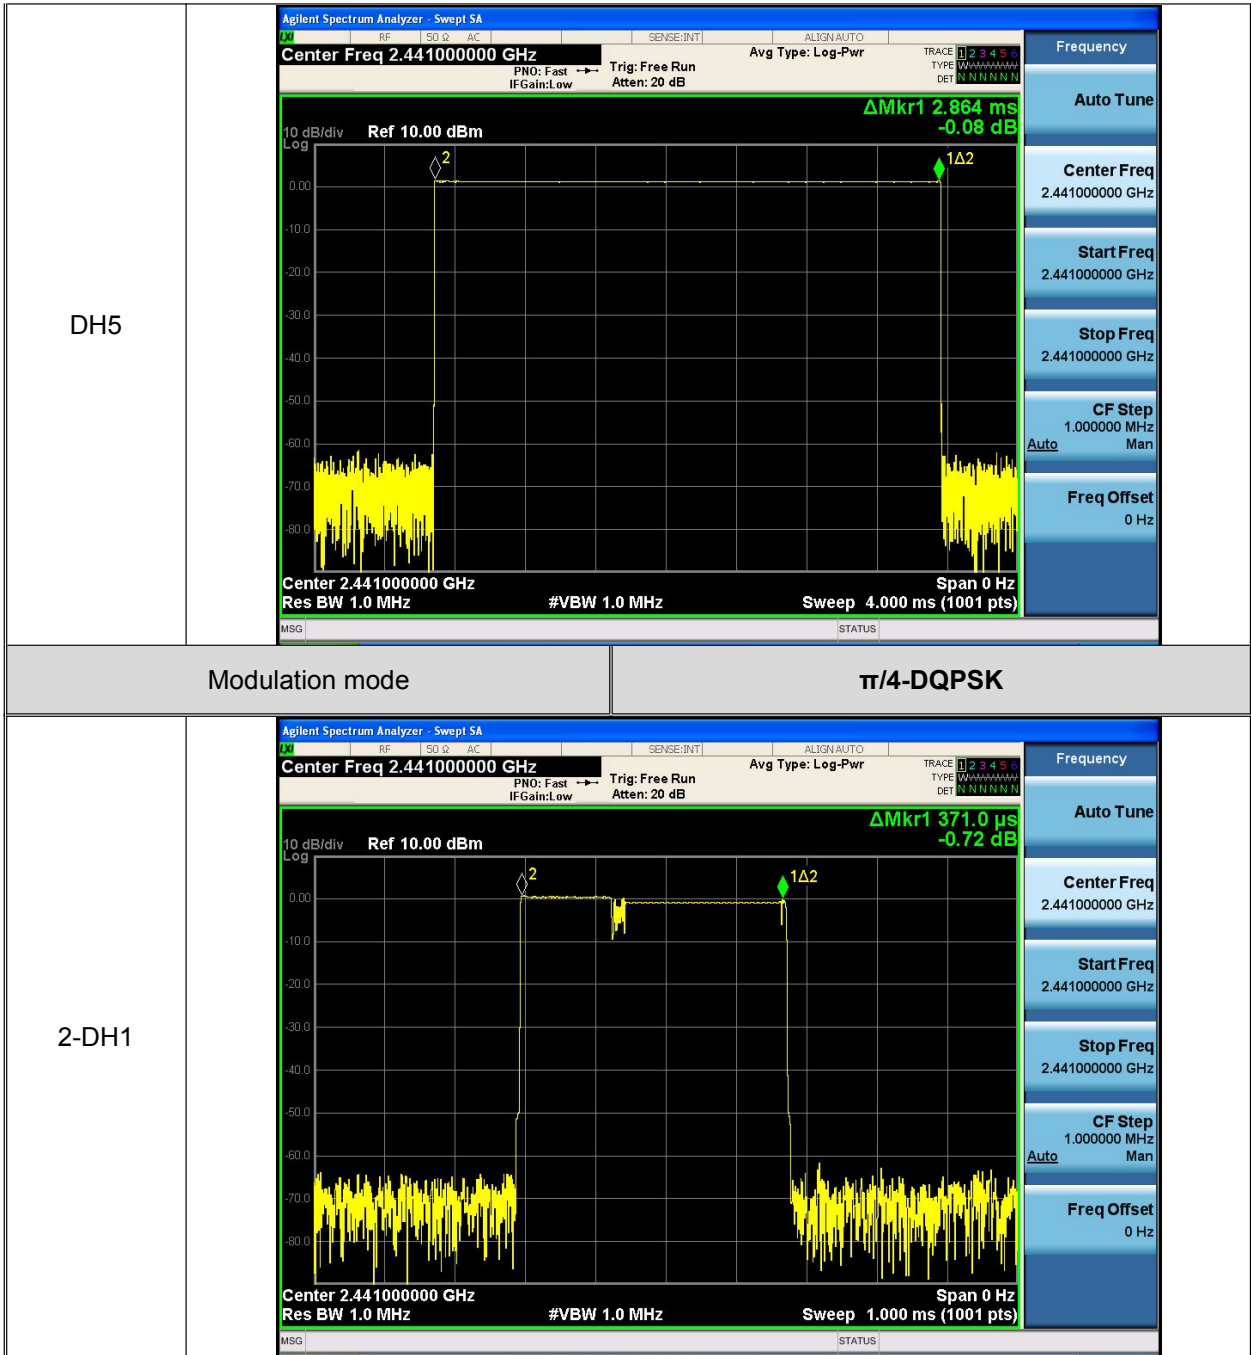 DH5
Agilent Spectrum Analyzer - Swept SA
LXI RF 50 Ω AC SENSE:INT ALIGN AUTO
Center Freq 2.441000000 GHz
PNO: Fast
IFGain:Low
Trig: Free Run
Atten: 20 dB
Avg Type: Log-Pwr
TRACE 1 2 3 4 5 6
TYPE
DET N N N N N N
ΔMkr1 2.864 ms
-0.08 dB
10 dB/div Ref 10.00 dBm
Log
2
1Δ2
0.00
-10.0
-20.0
-30.0
-40.0
-50.0
-60.0
-70.0
-80.0
Center 2.441000000 GHz Span 0 Hz
Res BW 1.0 MHz #VBW 1.0 MHz Sweep 4.000 ms (1001 pts)
MSG STATUS
Frequency
Auto Tune
Center Freq
2.441000000 GHz
Start Freq
2.441000000 GHz
Stop Freq
2.441000000 GHz
CF Step
1.000000 MHz
Auto Man
Freq Offset
0 Hz
Modulation mode π/4-DQPSK
2-DH1
Agilent Spectrum Analyzer - Swept SA
LXI RF 50 Ω AC SENSE:INT ALIGN AUTO
Center Freq 2.441000000 GHz
PNO: Fast
IFGain:Low
Trig: Free Run
Atten: 20 dB
Avg Type: Log-Pwr
TRACE 1 2 3 4 5 6
TYPE
DET N N N N N N
ΔMkr1 371.0 µs
-0.72 dB
10 dB/div Ref 10.00 dBm
Log
2
1Δ2
0.00
-10.0
-20.0
-30.0
-40.0
-50.0
-60.0
-70.0
-80.0
Center 2.441000000 GHz Span 0 Hz
Res BW 1.0 MHz #VBW 1.0 MHz Sweep 1.000 ms (1001 pts)
MSG STATUS
Frequency
Auto Tune
Center Freq
2.441000000 GHz
Start Freq
2.441000000 GHz
Stop Freq
2.441000000 GHz
CF Step
1.000000 MHz
Auto Man
Freq Offset
0 Hz